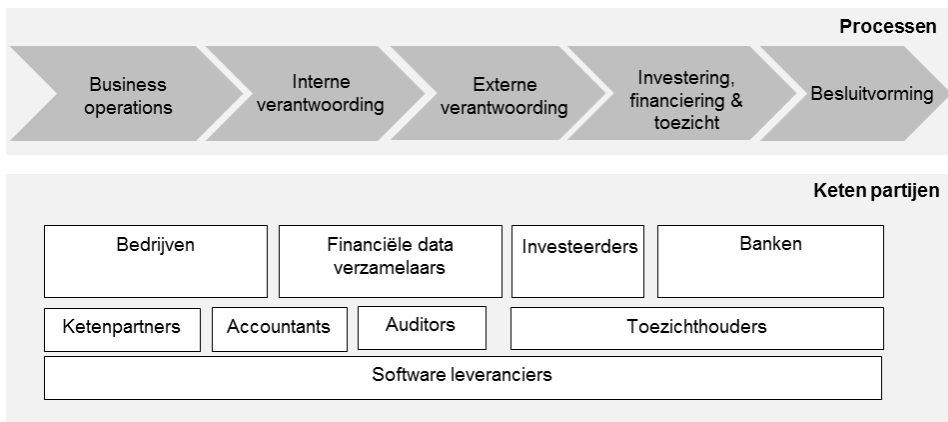 Processen
Business
operations
Interne
verantwoording
Externe
verantwoording
Investering,
financiering &
toezicht
Besluitvorming
Keten partijen
Bedrijven
Financiële data
verzamelaars
Investeerders
Banken
Ketenpartners
Accountants
Auditors
Toezichthouders
Software leveranciers